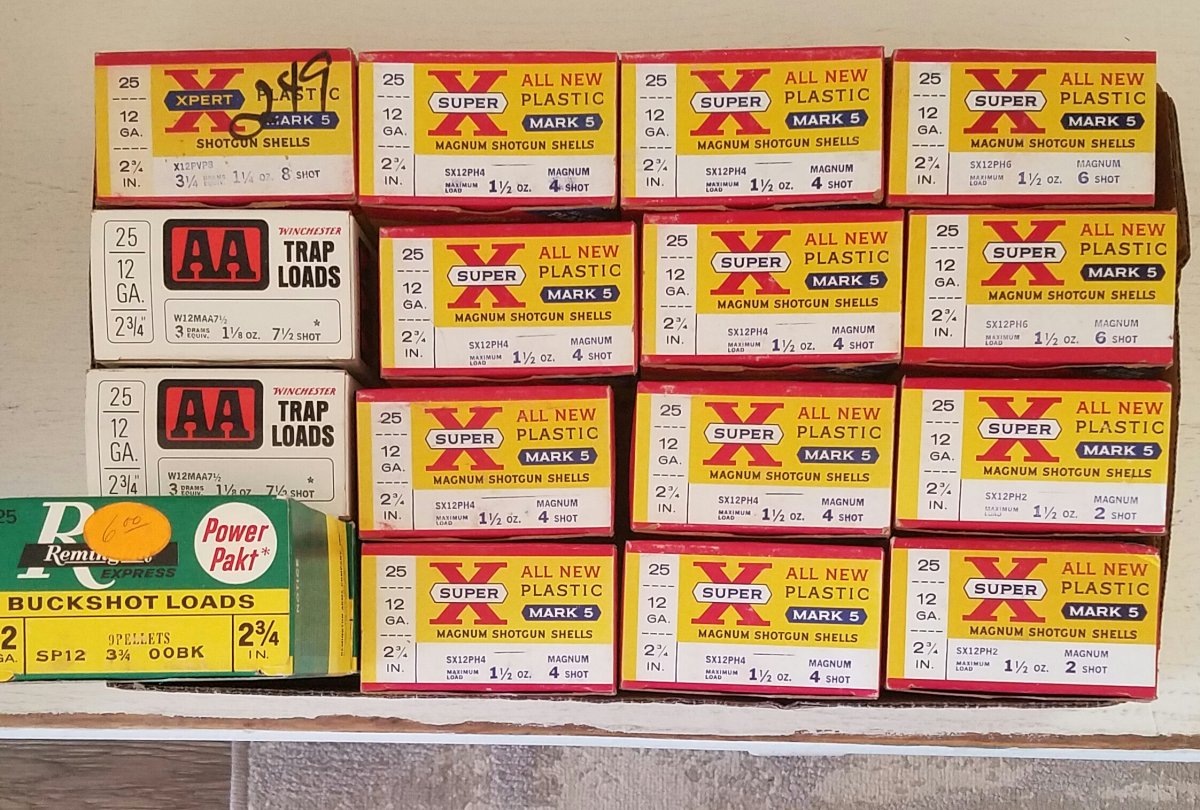 25
12
GA.
2¾
IN.
X
XPERT
MARK 5
SHOTGUN SHELLS
X12PVP8
3¼ DRAMS EQUIV. 1¼ OZ. 8 SHOT
249
25
12
GA.
2¾
IN.
X
SUPER
ALL NEW
PLASTIC
MARK 5
MAGNUM SHOTGUN SHELLS
SX12PH4
MAXIMUM LOAD 1½ OZ.
MAGNUM
4 SHOT
25
12
GA.
2¾
IN.
X
SUPER
ALL NEW
PLASTIC
MARK 5
MAGNUM SHOTGUN SHELLS
SX12PH4
MAXIMUM LOAD 1½ OZ.
MAGNUM
4 SHOT
25
12
GA.
2¾
IN.
X
SUPER
ALL NEW
PLASTIC
MARK 5
MAGNUM SHOTGUN SHELLS
SX12PH6
MAXIMUM LOAD 1½ OZ.
MAGNUM
6 SHOT
25
12
GA.
2¾"
AA
WINCHESTER
TRAP
LOADS
W12MAA7½
3 DRAMS EQUIV. 1⅛ OZ. 7½ SHOT *
25
12
GA.
2¾
IN.
X
SUPER
ALL NEW
PLASTIC
MARK 5
MAGNUM SHOTGUN SHELLS
SX12PH4
MAXIMUM LOAD 1½ OZ.
MAGNUM
4 SHOT
25
12
GA.
2¾
IN.
X
SUPER
ALL NEW
PLASTIC
MARK 5
MAGNUM SHOTGUN SHELLS
SX12PH4
MAXIMUM LOAD 1½ OZ.
MAGNUM
4 SHOT
25
12
GA.
2¾
IN.
X
SUPER
ALL NEW
PLASTIC
MARK 5
MAGNUM SHOTGUN SHELLS
SX12PH6
MAXIMUM LOAD 1½ OZ.
MAGNUM
6 SHOT
25
12
GA.
2¾"
AA
WINCHESTER
TRAP
LOADS
W12MAA7½
3 DRAMS EQUIV. 1⅛ OZ. 7½ SHOT *
25
12
GA.
2¾
IN.
X
SUPER
ALL NEW
PLASTIC
MARK 5
MAGNUM SHOTGUN SHELLS
SX12PH4
MAXIMUM LOAD 1½ OZ.
MAGNUM
4 SHOT
25
12
GA.
2¾
IN.
X
SUPER
ALL NEW
PLASTIC
MARK 5
MAGNUM SHOTGUN SHELLS
SX12PH4
MAXIMUM LOAD 1½ OZ.
MAGNUM
4 SHOT
25
12
GA.
2¾
IN.
X
SUPER
ALL NEW
PLASTIC
MARK 5
MAGNUM SHOTGUN SHELLS
SX12PH2
MAXIMUM LOAD 1½ OZ.
MAGNUM
2 SHOT
25
R
6.00
EXPRESS
Power
Pakt*
BUCKSHOT LOADS
2
GA.
9PELLETS
SP12 3¾ 00BK
2¾
IN.
NOTICE
25
12
GA.
2¾
IN.
X
SUPER
ALL NEW
PLASTIC
MARK 5
MAGNUM SHOTGUN SHELLS
SX12PH4
MAXIMUM LOAD 1½ OZ.
MAGNUM
4 SHOT
25
12
GA.
2¾
IN.
X
SUPER
ALL NEW
PLASTIC
MARK 5
MAGNUM SHOTGUN SHELLS
SX12PH4
MAXIMUM LOAD 1½ OZ.
MAGNUM
4 SHOT
25
12
GA.
2¾
IN.
X
SUPER
ALL NEW
PLASTIC
MARK 5
MAGNUM SHOTGUN SHELLS
SX12PH2
MAXIMUM LOAD 1½ OZ.
MAGNUM
2 SHOT